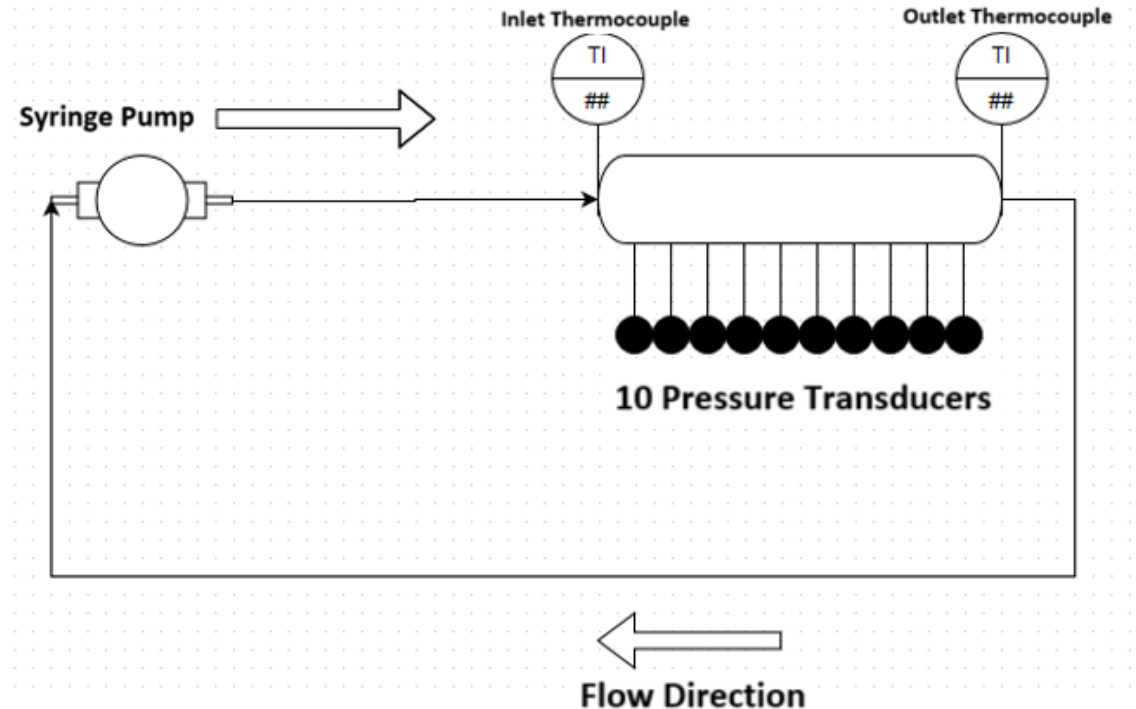 Inlet Thermocouple
Outlet Thermocouple
TI
##
TI
##
Syringe Pump
10 Pressure Transducers
Flow Direction